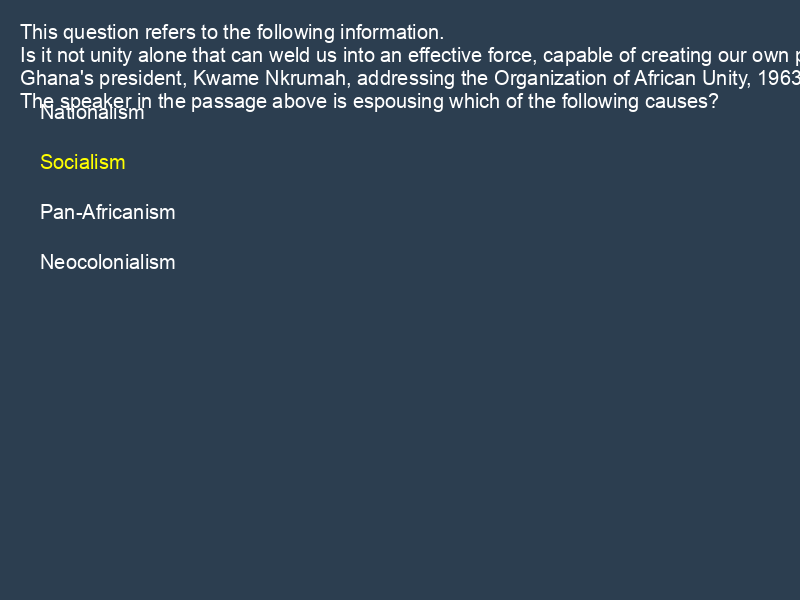 This question refers to the following information.
Is it not unity alone that can weld us into an effective force, capable of creating our own p
Ghana's president, Kwame Nkrumah, addressing the Organization of African Unity, 1963
The speaker in the passage above is espousing which of the following causes?
Nationalism
Socialism
Pan-Africanism
Neocolonialism